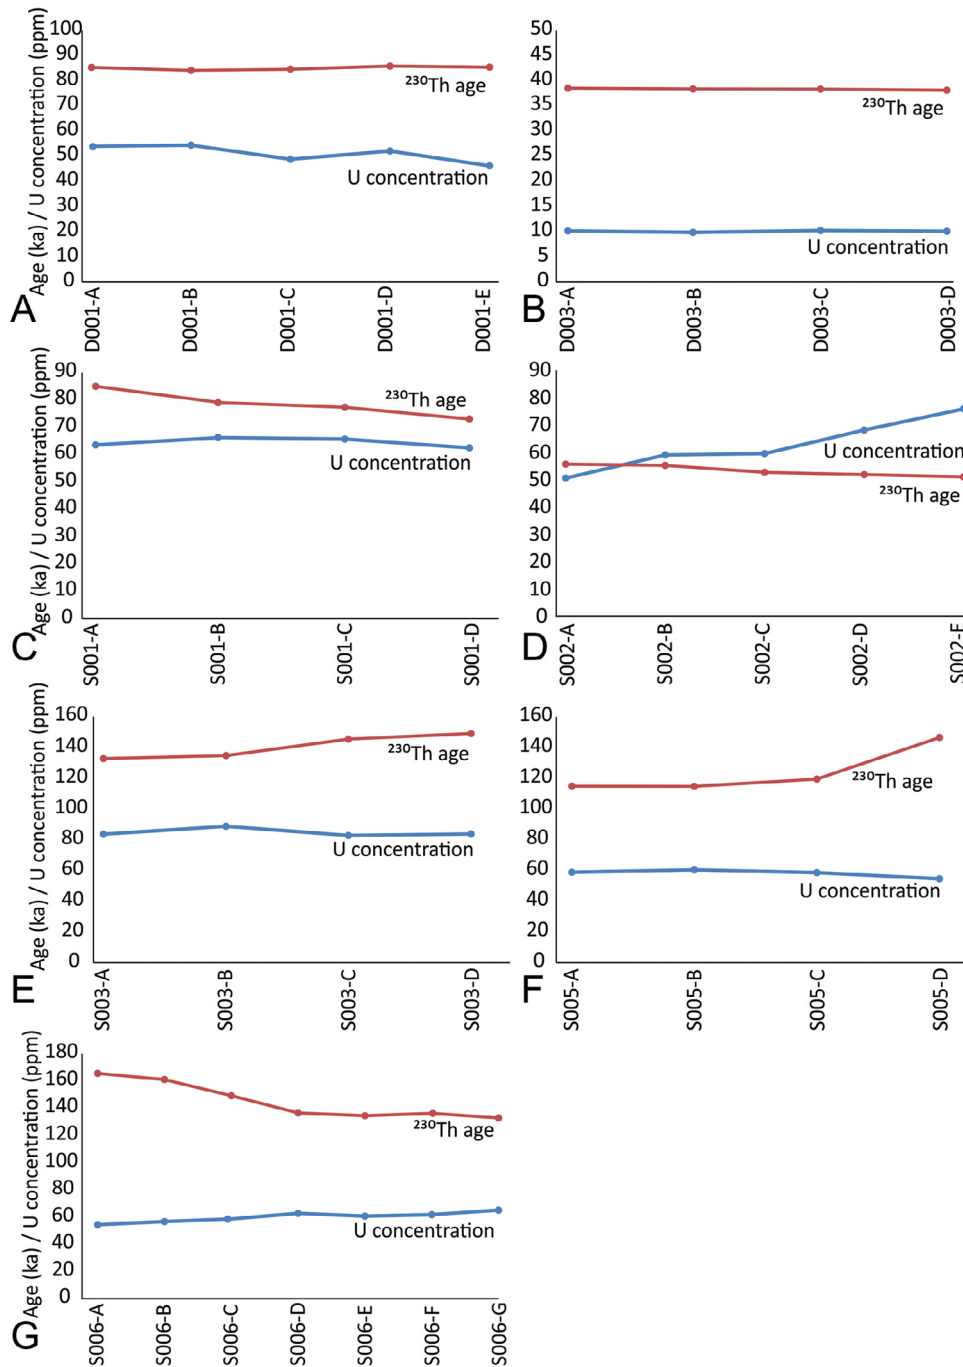 Age (ka) / U concentration (ppm)
100
90
80
70
60
50
40
30
20
10
0
²³⁰Th age
U concentration
D001-A
D001-B
D001-C
D001-D
D001-E
A
50
45
40
35
30
25
20
15
10
5
0
²³⁰Th age
U concentration
D003-A
D003-B
D003-C
D003-D
B
Age (ka) / U concentration (ppm)
90
80
70
60
50
40
30
20
10
0
²³⁰Th age
U concentration
S001-A
S001-B
S001-C
S001-D
C
90
80
70
60
50
40
30
20
10
0
U concentration
²³⁰Th age
S002-A
S002-B
S002-C
S002-D
S002-E
D
Age (ka) / U concentration (ppm)
160
140
120
100
80
60
40
20
0
²³⁰Th age
U concentration
S003-A
S003-B
S003-C
S003-D
E
160
140
120
100
80
60
40
20
0
²³⁰Th age
U concentration
S005-A
S005-B
S005-C
S005-D
F
Age (ka) / U concentration (ppm)
180
160
140
120
100
80
60
40
20
0
²³⁰Th age
U concentration
S006-A
S006-B
S006-C
S006-D
S006-E
S006-F
S006-G
G